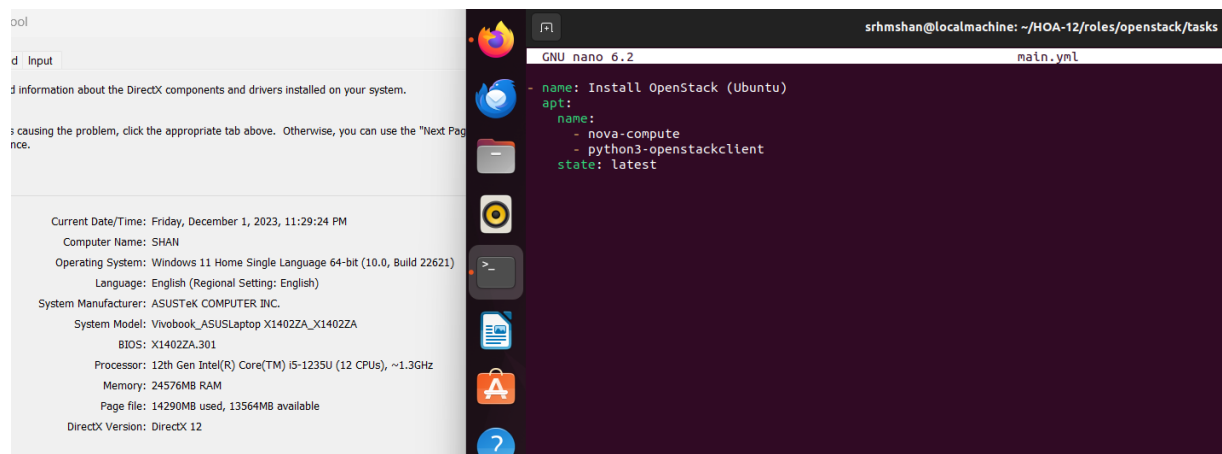 ool
d Input
d information about the DirectX components and drivers installed on your system.
s causing the problem, click the appropriate tab above. Otherwise, you can use the "Next Pag
nce.
Current Date/Time: Friday, December 1, 2023, 11:29:24 PM
Computer Name: SHAN
Operating System: Windows 11 Home Single Language 64-bit (10.0, Build 22621)
Language: English (Regional Setting: English)
System Manufacturer: ASUSTeK COMPUTER INC.
System Model: Vivobook_ASUSLaptop X1402ZA_X1402ZA
BIOS: X1402ZA.301
Processor: 12th Gen Intel(R) Core(TM) i5-1235U (12 CPUs), ~1.3GHz
Memory: 24576MB RAM
Page file: 14290MB used, 13564MB available
DirectX Version: DirectX 12
srhmshan@localmachine: ~/HOA-12/roles/openstack/tasks
GNU nano 6.2 main.yml
- name: Install OpenStack (Ubuntu)
apt:
name:
- nova-compute
- python3-openstackclient
state: latest